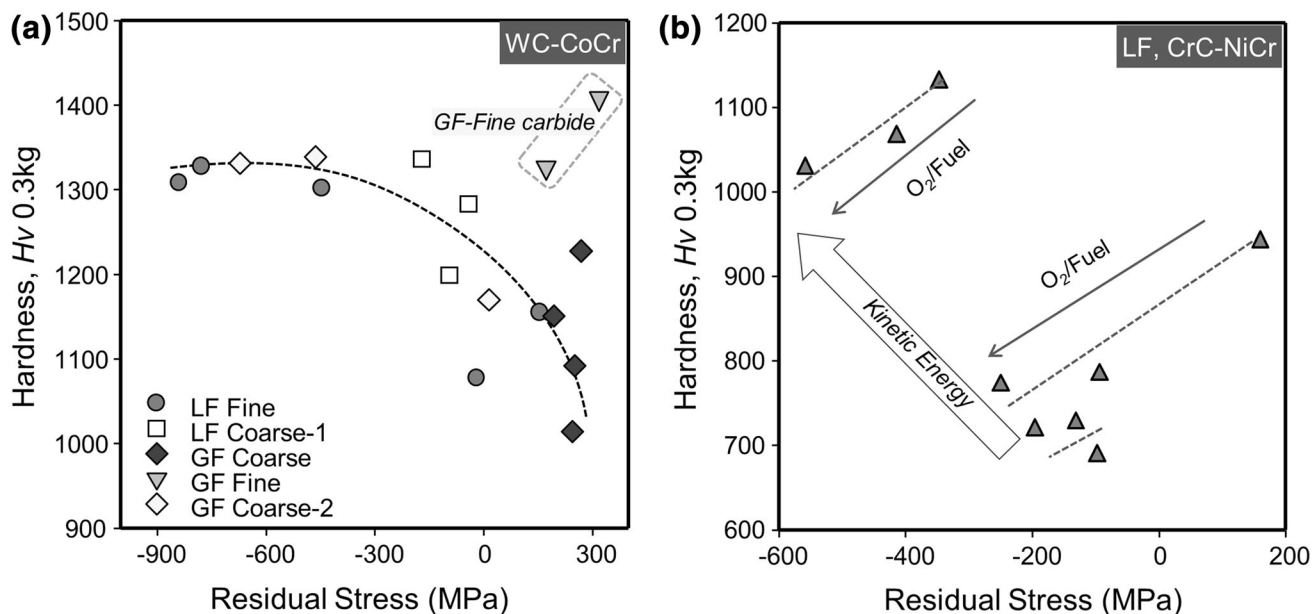 (a)
1500
1400
1300
1200
1100
1000
900
Hardness, Hv 0.3kg
WC-CoCr
GF-Fine carbide
LF Fine
LF Coarse-1
GF Coarse
GF Fine
GF Coarse-2
-900
-600
-300
0
300
Residual Stress (MPa)
(b)
1200
1100
1000
900
800
700
600
Hardness, Hv 0.3kg
LF, CrC-NiCr
O₂/Fuel
O₂/Fuel
Kinetic Energy
-600
-400
-200
0
200
Residual Stress (MPa)